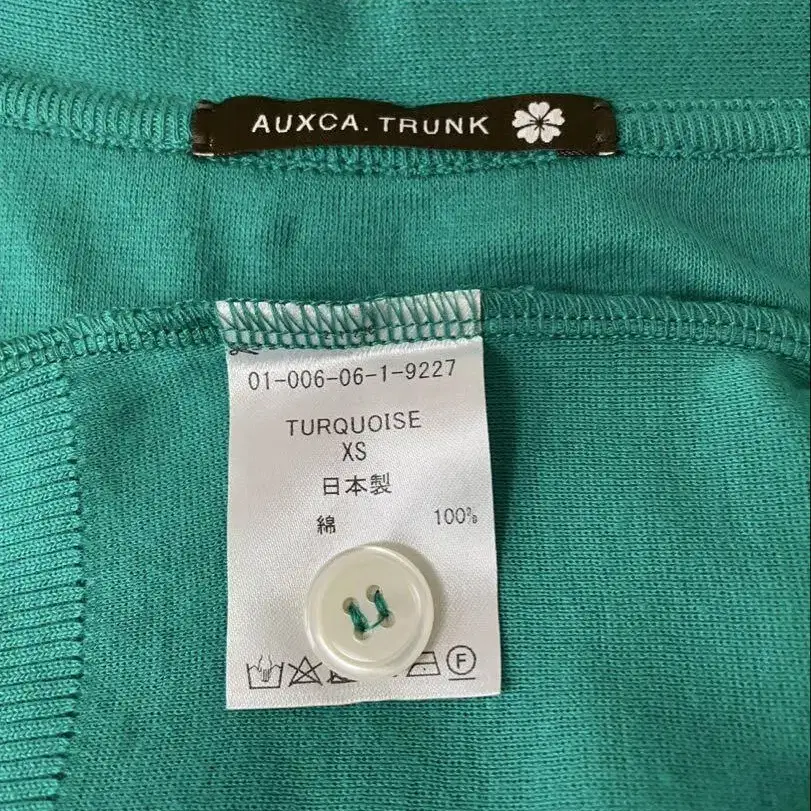 AUXCA. TRUNK
01-006-06-1-9227
TURQUOISE
XS
日本製
綿 100%
F